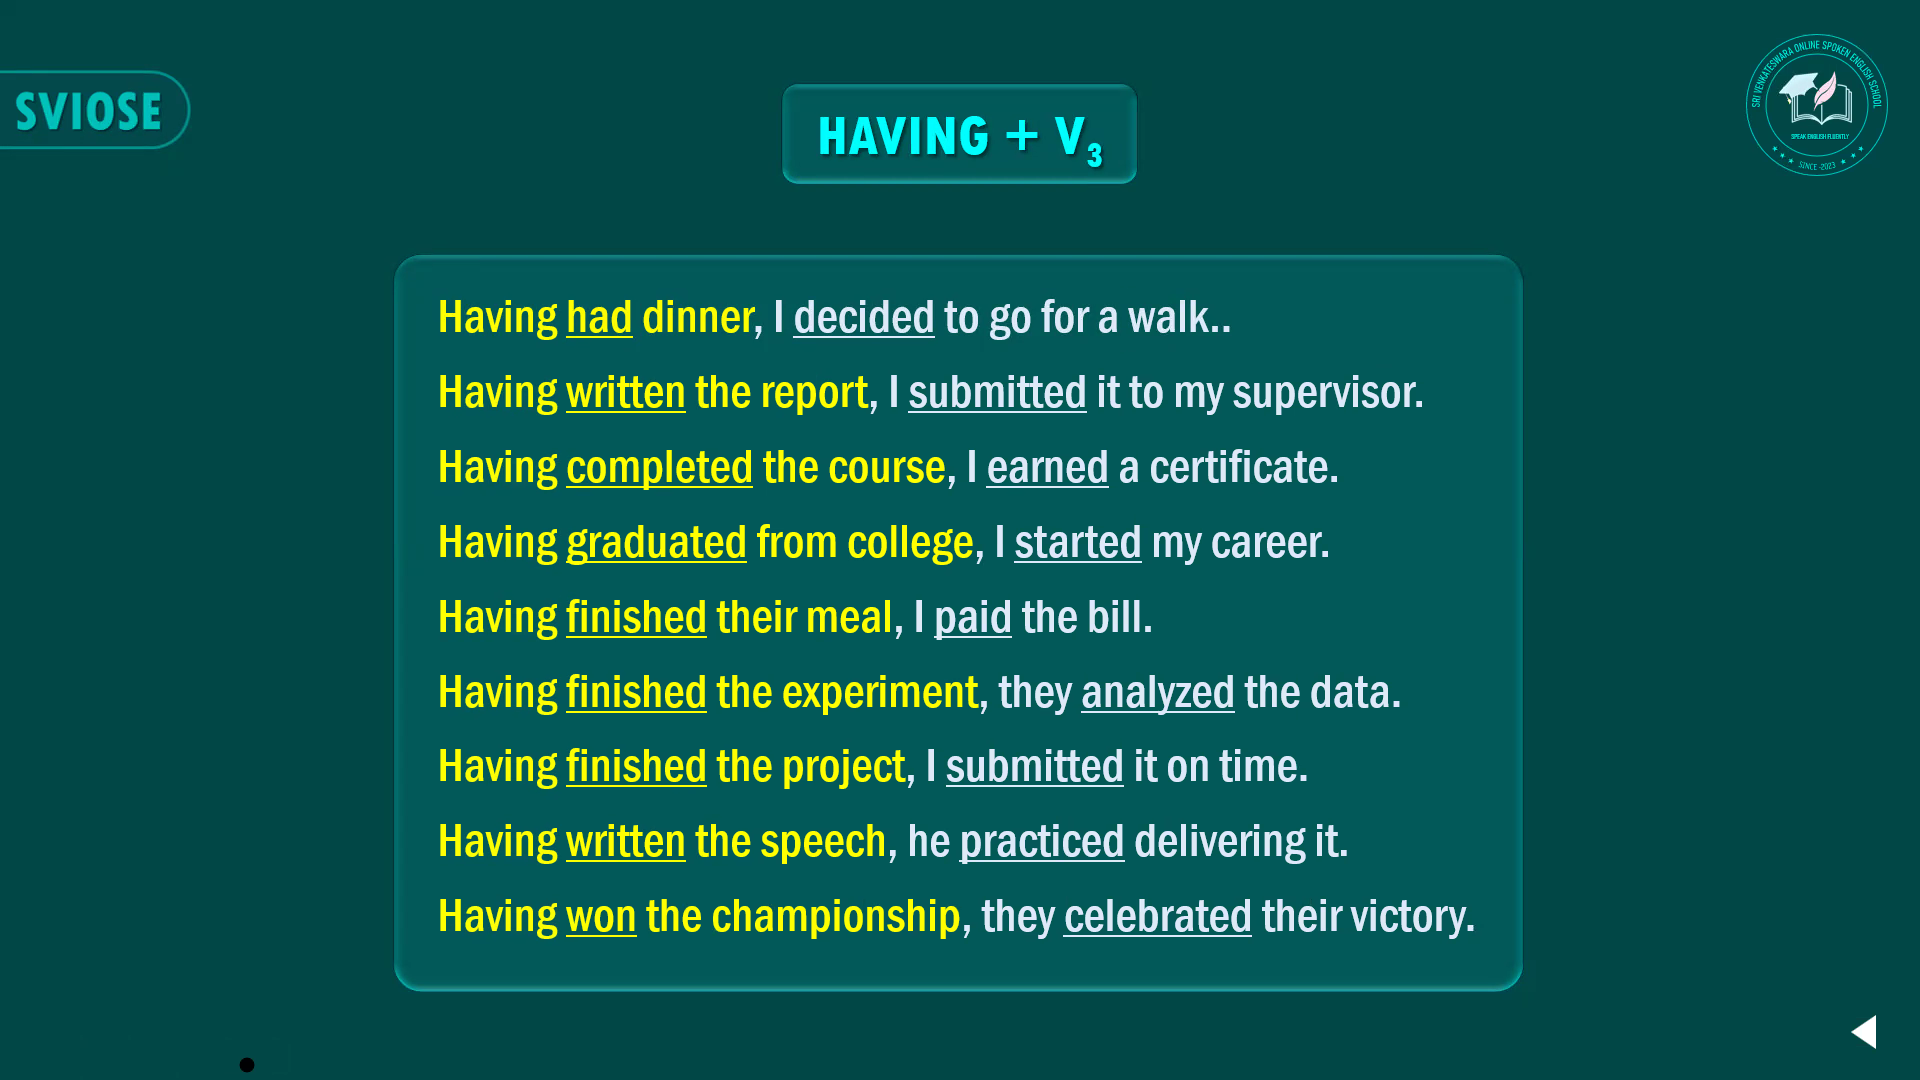 SVIOSE
HAVING + V3
SRI VENKATESWARA ONLINE SPOKEN ENGLISH SCHOOL
SPEAK ENGLISH FLUENTLY
SINCE -2023
Having had dinner, I decided to go for a walk..
Having written the report, I submitted it to my supervisor.
Having completed the course, I earned a certificate.
Having graduated from college, I started my career.
Having finished their meal, I paid the bill.
Having finished the experiment, they analyzed the data.
Having finished the project, I submitted it on time.
Having written the speech, he practiced delivering it.
Having won the championship, they celebrated their victory.